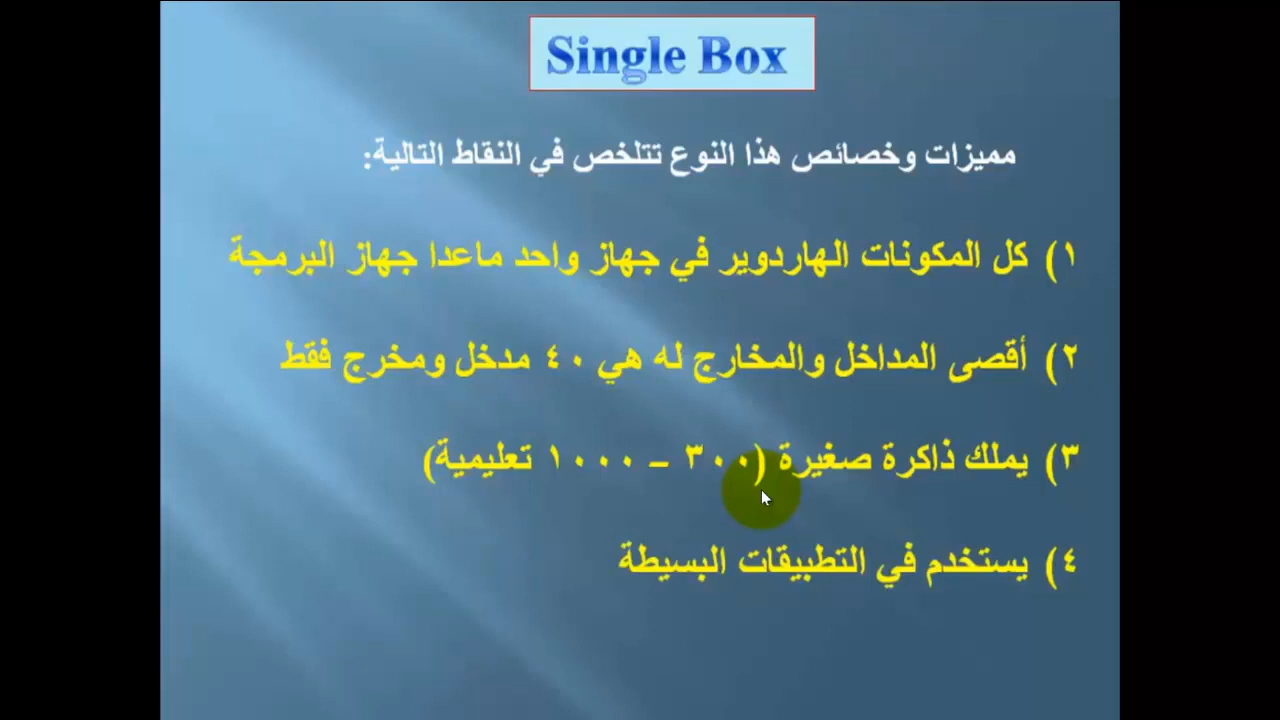 Single Box
مميزات وخصائص هذا النوع تتلخص في النقاط التالية:
١) كل المكونات الهاردوير في جهاز واحد ماعدا جهاز البرمجة
٢) أقصى المداخل والمخارج له هي ٤٠ مدخل ومخرج فقط
٣) يملك ذاكرة صغيرة (٣٠٠ – ١٠٠٠ تعليمية)
٤) يستخدم في التطبيقات البسيطة